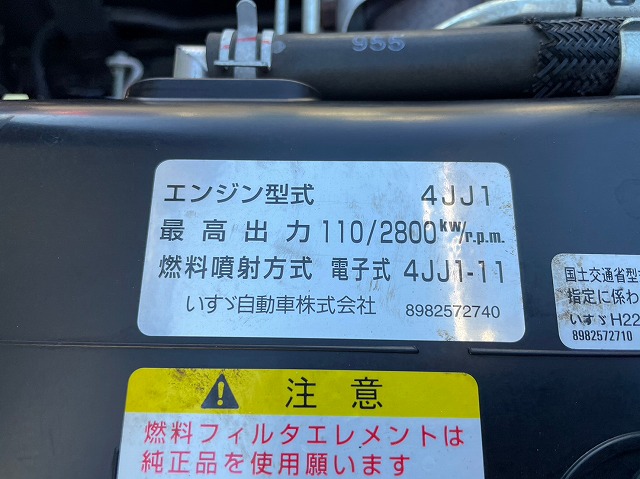 955
エンジン型式 4JJ1
最高出力 110/2800kw/r.p.m.
燃料噴射方式 電子式 4JJ1-11
いすゞ自動車株式会社 8982572740
国土交通省型
指定に係わ
いすゞH22
8982572710
注意
燃料フィルタエレメントは
純正品を使用願います